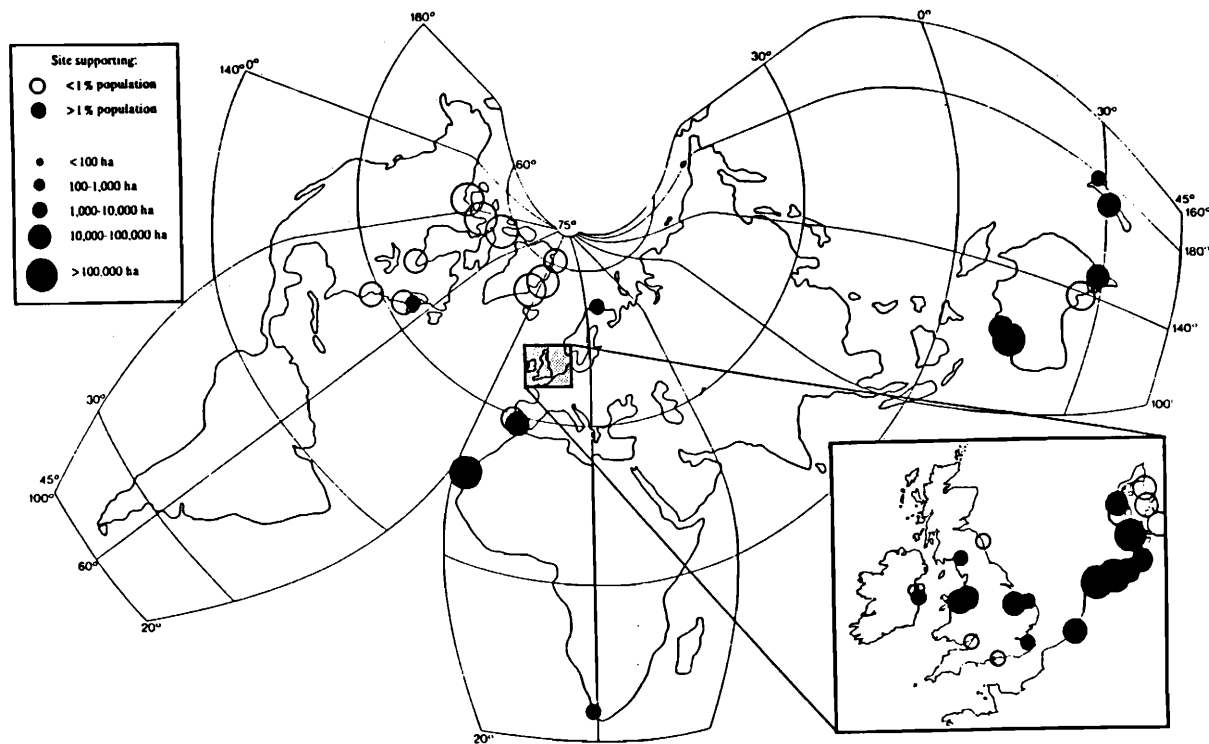 180°
0°
140°
0°
30°
Site supporting:
<1% population
>1% population
<100 ha
100-1,000 ha
1,000-10,000 ha
10,000-100,000 ha
>100,000 ha
60°
75°
30°
45°
160°
180°
140°
100°
30°
45°
100°
60°
20°
20°